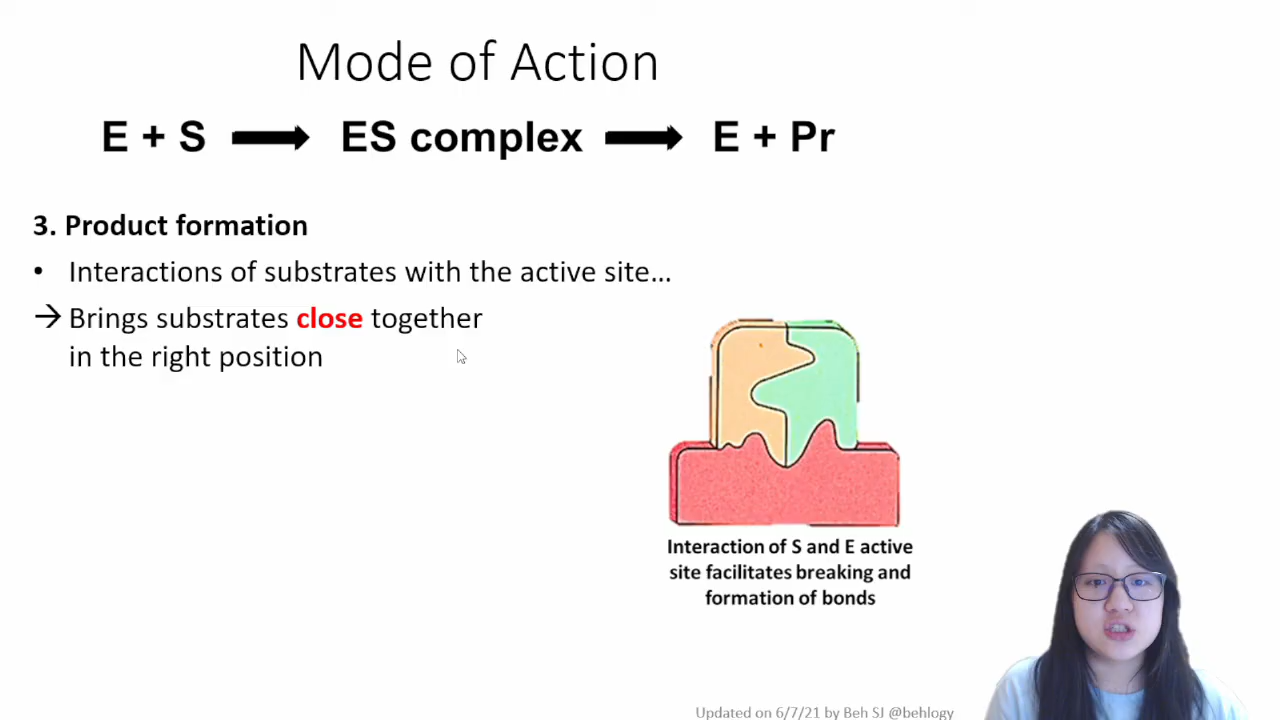 Mode of Action
E + S → ES complex → E + Pr
3. Product formation
• Interactions of substrates with the active site...
→ Brings substrates close together
in the right position
Interaction of S and E active
site facilitates breaking and
formation of bonds
Updated on 6/7/21 by Beh SJ @behlogy